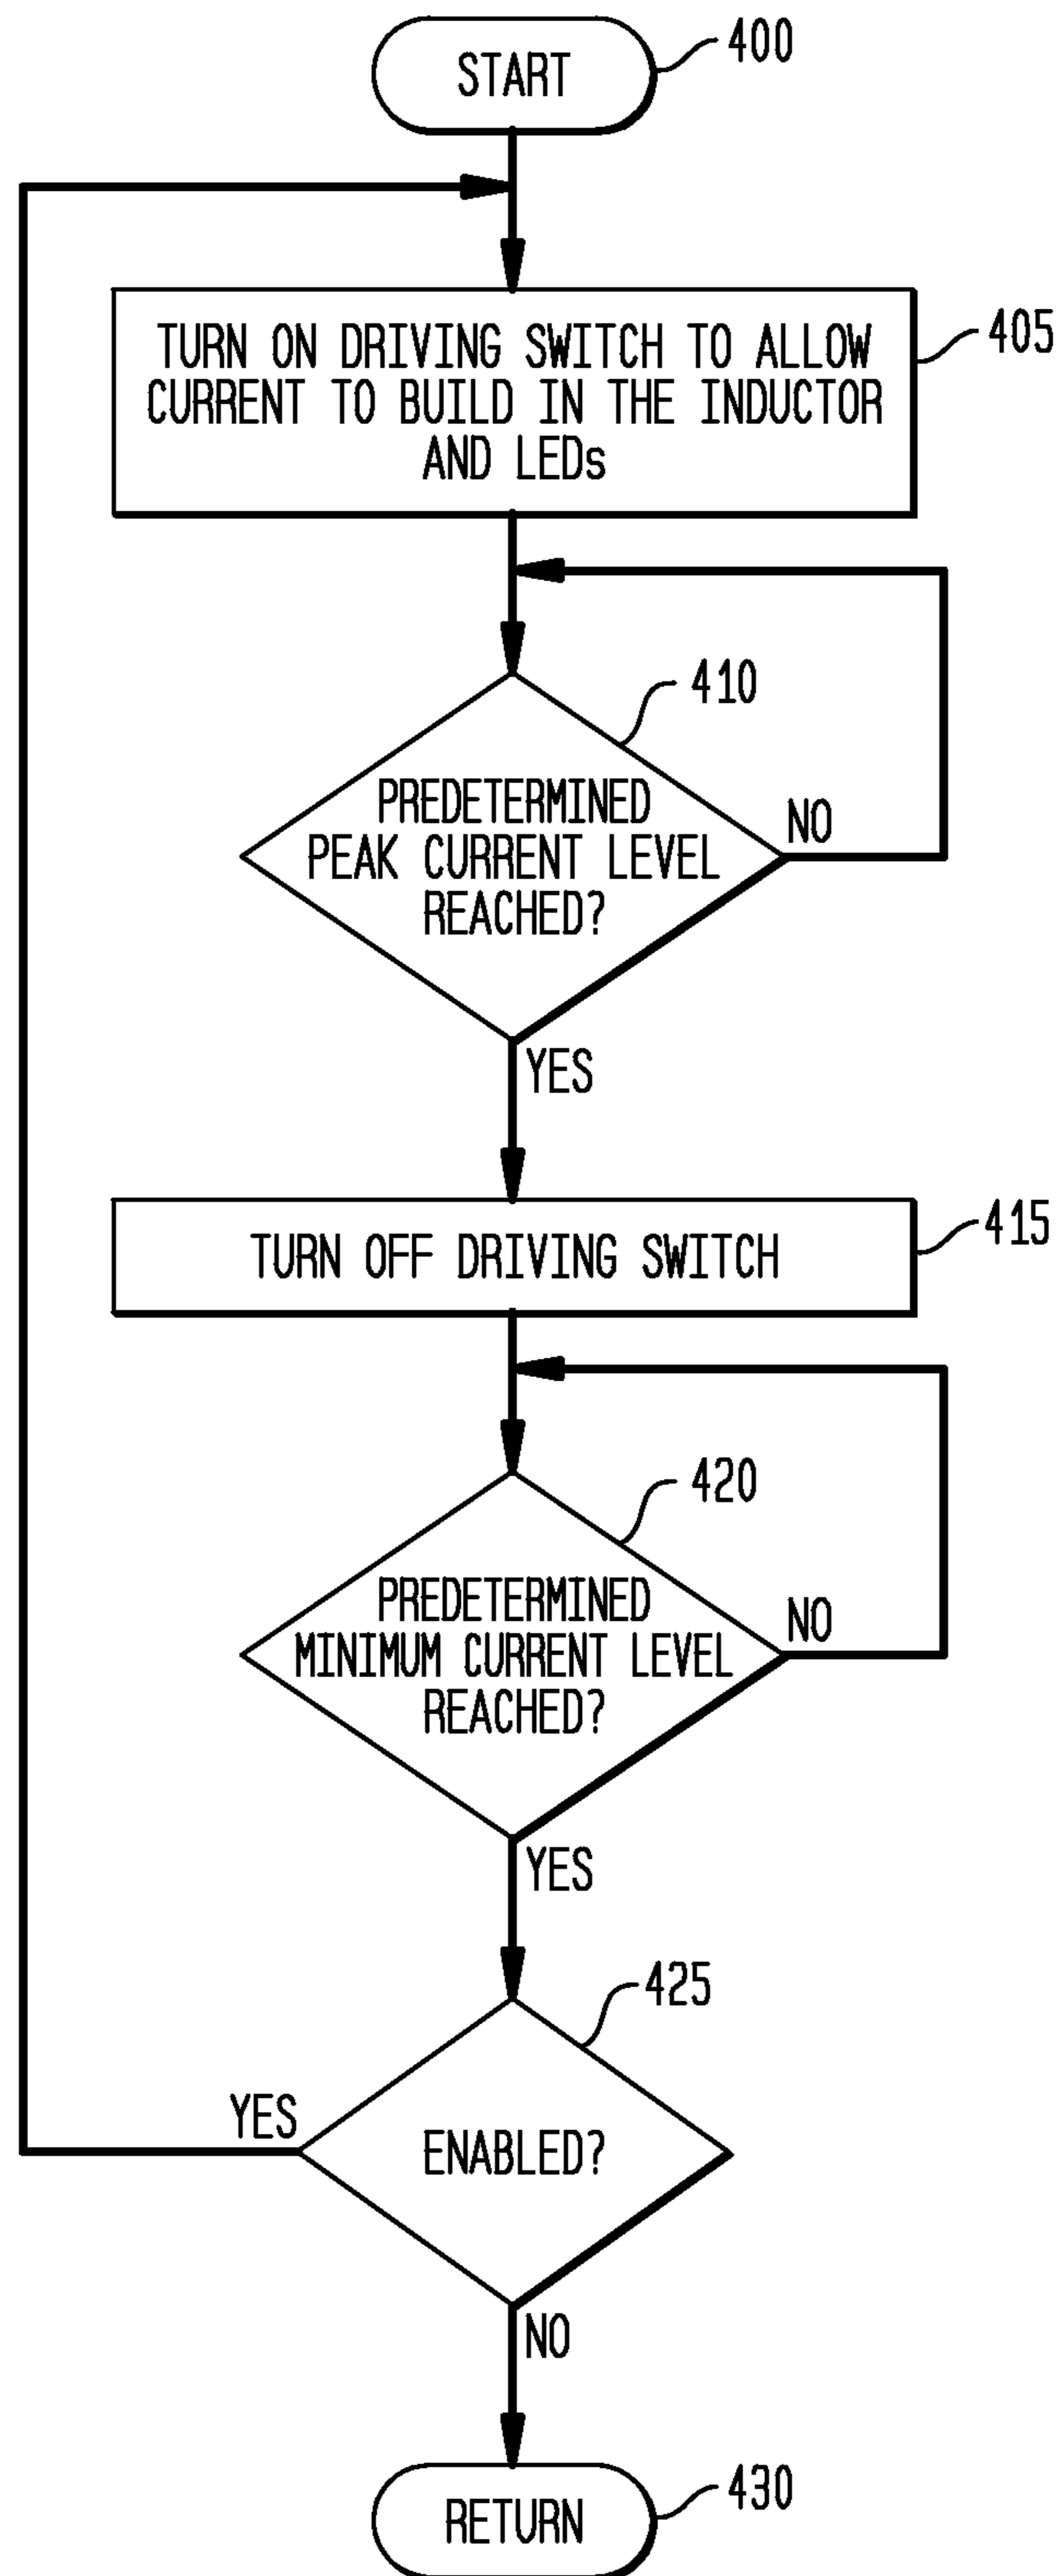 START
400
TURN ON DRIVING SWITCH TO ALLOW
CURRENT TO BUILD IN THE INDUCTOR
AND LEDs
405
410
PREDETERMINED
PEAK CURRENT LEVEL
REACHED?
NO
YES
TURN OFF DRIVING SWITCH
415
420
PREDETERMINED
MINIMUM CURRENT LEVEL
REACHED?
NO
YES
425
YES
ENABLED?
NO
RETURN
430